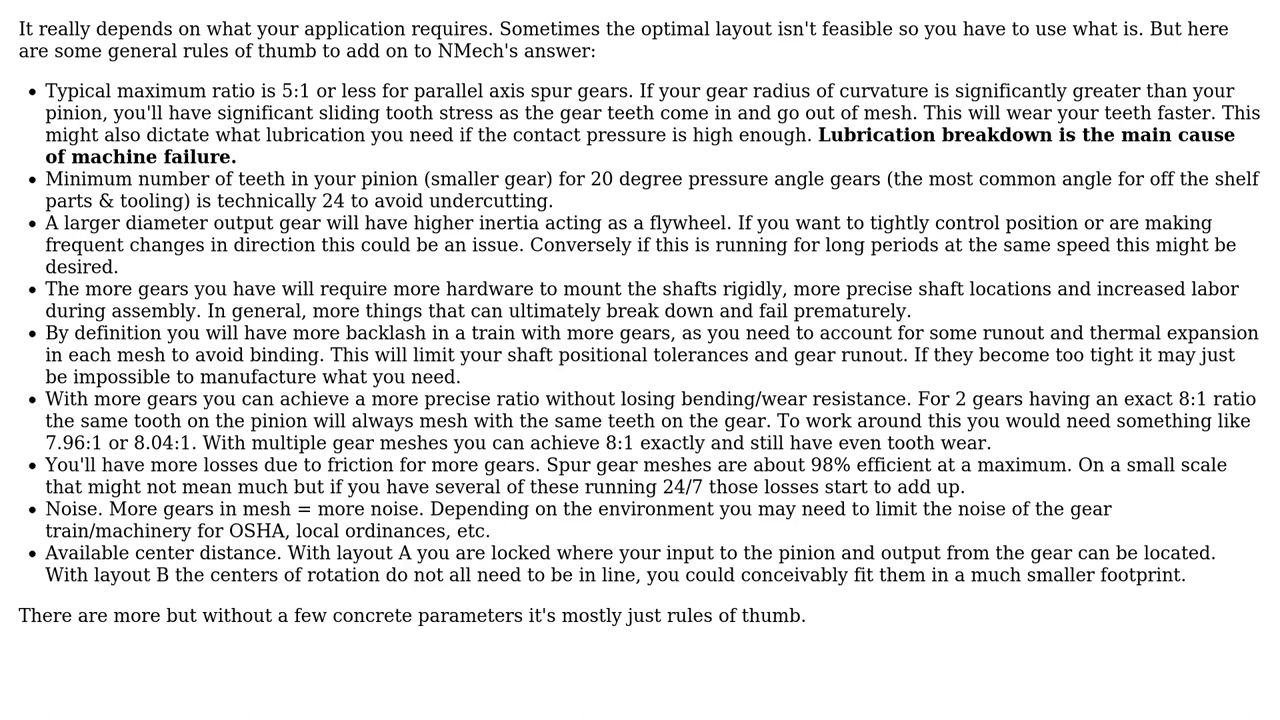 It really depends on what your application requires. Sometimes the optimal layout isn't feasible so you have to use what is. But here
are some general rules of thumb to add on to NMech's answer:
• Typical maximum ratio is 5:1 or less for parallel axis spur gears. If your gear radius of curvature is significantly greater than your
pinion, you'll have significant sliding tooth stress as the gear teeth come in and go out of mesh. This will wear your teeth faster. This
might also dictate what lubrication you need if the contact pressure is high enough. Lubrication breakdown is the main cause
of machine failure.
• Minimum number of teeth in your pinion (smaller gear) for 20 degree pressure angle gears (the most common angle for off the shelf
parts & tooling) is technically 24 to avoid undercutting.
• A larger diameter output gear will have higher inertia acting as a flywheel. If you want to tightly control position or are making
frequent changes in direction this could be an issue. Conversely if this is running for long periods at the same speed this might be
desired.
• The more gears you have will require more hardware to mount the shafts rigidly, more precise shaft locations and increased labor
during assembly. In general, more things that can ultimately break down and fail prematurely.
• By definition you will have more backlash in a train with more gears, as you need to account for some runout and thermal expansion
in each mesh to avoid binding. This will limit your shaft positional tolerances and gear runout. If they become too tight it may just
be impossible to manufacture what you need.
• With more gears you can achieve a more precise ratio without losing bending/wear resistance. For 2 gears having an exact 8:1 ratio
the same tooth on the pinion will always mesh with the same teeth on the gear. To work around this you would need something like
7.96:1 or 8.04:1. With multiple gear meshes you can achieve 8:1 exactly and still have even tooth wear.
• You'll have more losses due to friction for more gears. Spur gear meshes are about 98% efficient at a maximum. On a small scale
that might not mean much but if you have several of these running 24/7 those losses start to add up.
• Noise. More gears in mesh = more noise. Depending on the environment you may need to limit the noise of the gear
train/machinery for OSHA, local ordinances, etc.
• Available center distance. With layout A you are locked where your input to the pinion and output from the gear can be located.
With layout B the centers of rotation do not all need to be in line, you could conceivably fit them in a much smaller footprint.
There are more but without a few concrete parameters it's mostly just rules of thumb.